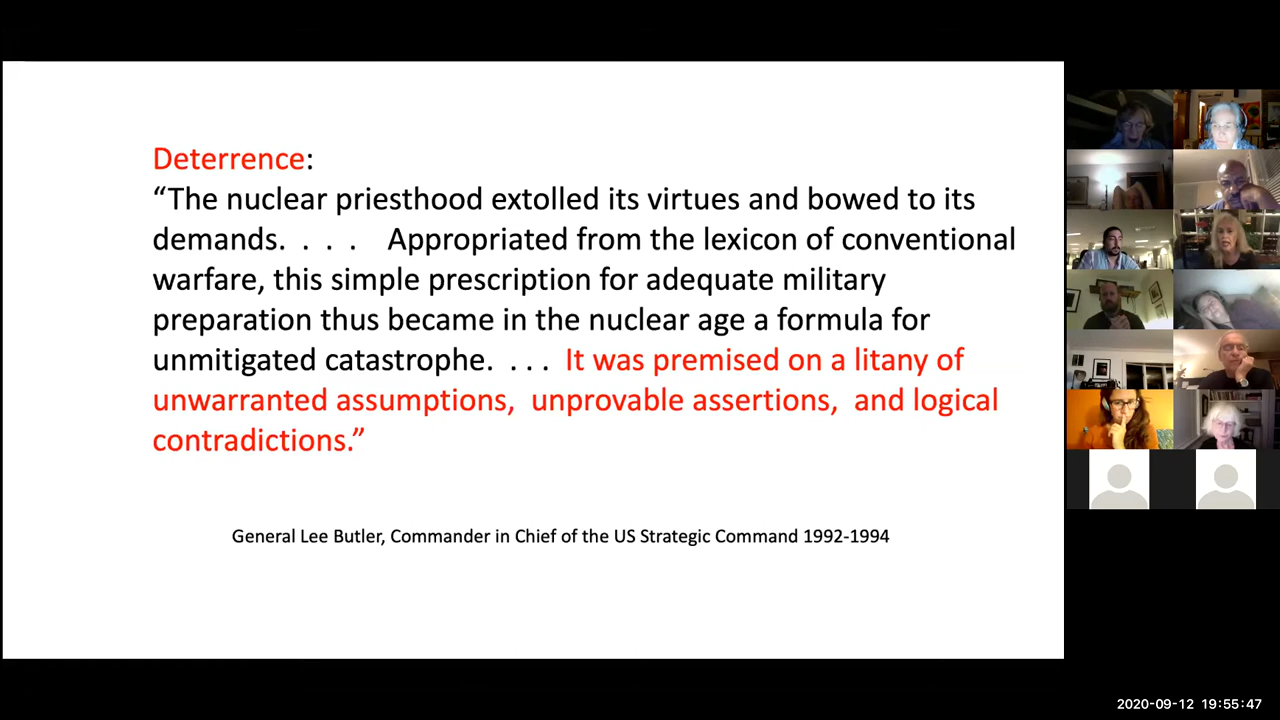 Deterrence:
“The nuclear priesthood extolled its virtues and bowed to its
demands. . . . Appropriated from the lexicon of conventional
warfare, this simple prescription for adequate military
preparation thus became in the nuclear age a formula for
unmitigated catastrophe. . . . It was premised on a litany of
unwarranted assumptions, unprovable assertions, and logical
contradictions.”
General Lee Butler, Commander in Chief of the US Strategic Command 1992-1994
2020-09-12 19:55:47